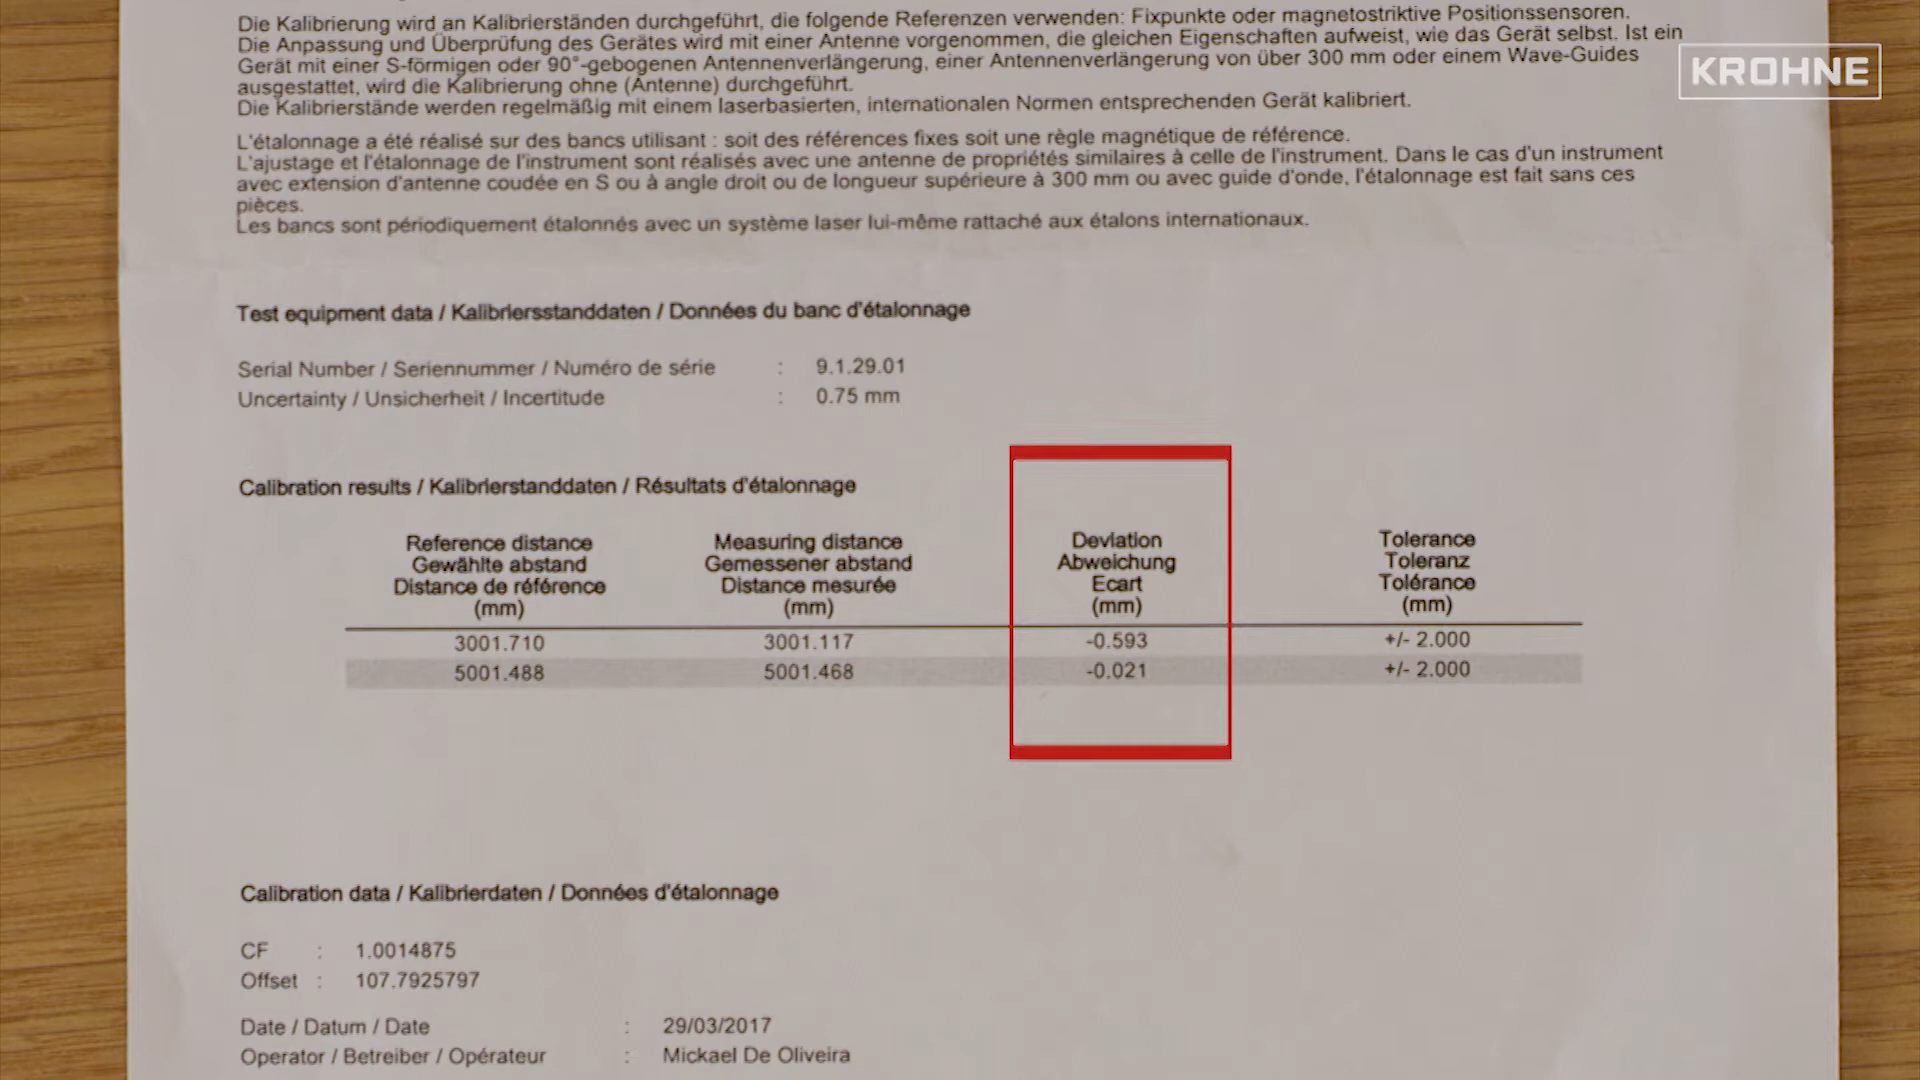 Die Kalibrierung wird an Kalibrierständen durchgeführt, die folgende Referenzen verwenden: Fixpunkte oder magnetostriktive Positionssensoren.
Die Anpassung und Überprüfung des Gerätes wird mit einer Antenne vorgenommen, die gleichen Eigenschaften aufweist, wie das Gerät selbst. Ist ein
Gerät mit einer S-förmigen oder 90°-gebogenen Antennenverlängerung, einer Antennenverlängerung von über 300 mm oder einem Wave-Guides
ausgestattet, wird die Kalibrierung ohne (Antenne) durchgeführt.
Die Kalibrierstände werden regelmäßig mit einem laserbasierten, internationalen Normen entsprechenden Gerät kalibriert.
KROHNE
L'étalonnage a été réalisé sur des bancs utilisant : soit des références fixes soit une règle magnétique de référence.
L'ajustage et l'étalonnage de l'instrument sont réalisés avec une antenne de propriétés similaires à celle de l'instrument. Dans le cas d'un instrument
avec extension d'antenne coudée en S ou à angle droit ou de longueur supérieure à 300 mm ou avec guide d'onde, l'étalonnage est fait sans ces
pièces.
Les bancs sont périodiquement étalonnés avec un système laser lui-même rattaché aux étalons internationaux.
Test equipment data / Kalibriersstanddaten / Données du banc d'étalonnage
Serial Number / Seriennummer / Numéro de série : 9.1.29.01
Uncertainty / Unsicherheit / Incertitude : 0.75 mm
Calibration results / Kalibrierstanddaten / Résultats d'étalonnage
Reference distance Measuring distance Deviation Tolerance
Gewählte abstand Gemessener abstand Abweichung Toleranz
Distance de référence Distance mesurée Ecart Tolérance
(mm) (mm) (mm) (mm)
3001.710 3001.117 -0.593 +/- 2.000
5001.488 5001.468 -0.021 +/- 2.000
Calibration data / Kalibrierdaten / Données d'étalonnage
CF : 1.0014875
Offset : 107.7925797
Date / Datum / Date : 29/03/2017
Operator / Betreiber / Opérateur : Mickael De Oliveira